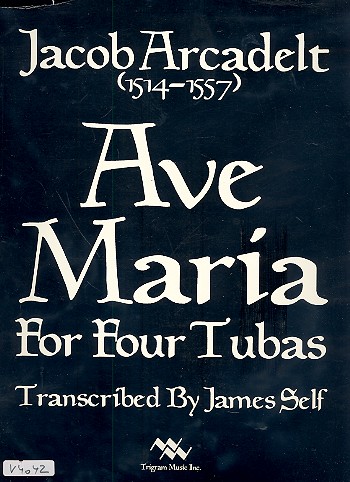 Jacob Arcadelt
(1514-1557)
Ave
Maria
For Four Tubas
Transcribed By James Self
Trigram Music Inc.
V4042